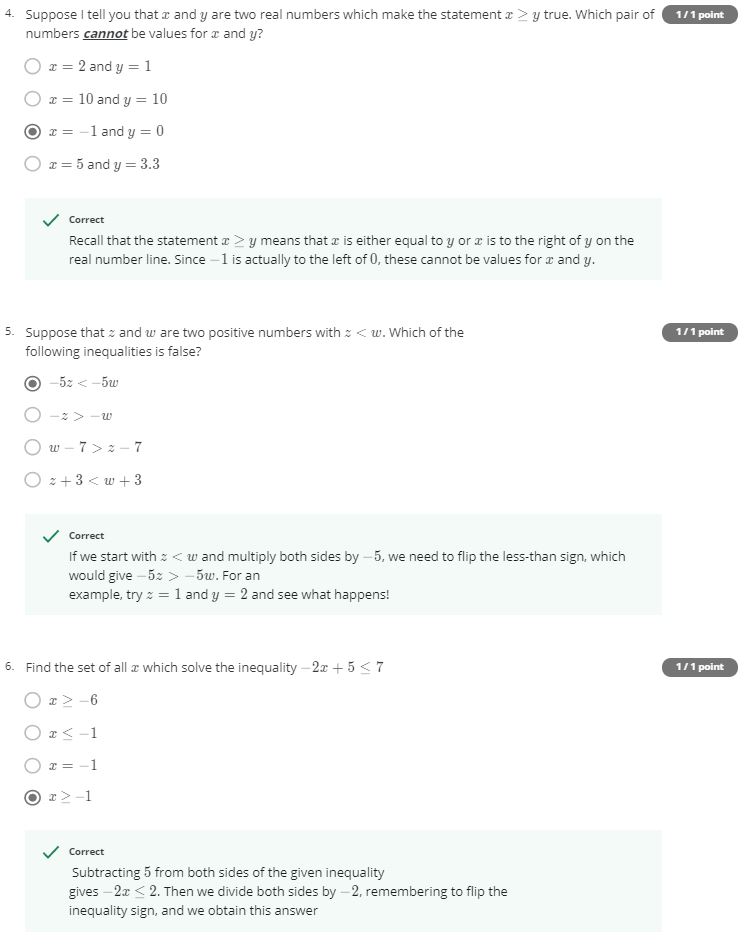 4. Suppose I tell you that x and y are two real numbers which make the statement x ≥ y true. Which pair of 1 / 1 point
numbers cannot be values for x and y?
x = 2 and y = 1
x = 10 and y = 10
x = −1 and y = 0
x = 5 and y = 3.3
Correct
Recall that the statement x ≥ y means that x is either equal to y or x is to the right of y on the
real number line. Since −1 is actually to the left of 0, these cannot be values for x and y.
5. Suppose that z and w are two positive numbers with z < w. Which of the 1 / 1 point
following inequalities is false?
−5z < −5w
−z > −w
w − 7 > z − 7
z + 3 < w + 3
Correct
If we start with z < w and multiply both sides by −5, we need to flip the less-than sign, which
would give −5z > −5w. For an
example, try z = 1 and y = 2 and see what happens!
6. Find the set of all x which solve the inequality −2x + 5 ≤ 7 1 / 1 point
x ≥ −6
x ≤ −1
x = −1
x ≥ −1
Correct
Subtracting 5 from both sides of the given inequality
gives −2x ≤ 2. Then we divide both sides by −2, remembering to flip the
inequality sign, and we obtain this answer